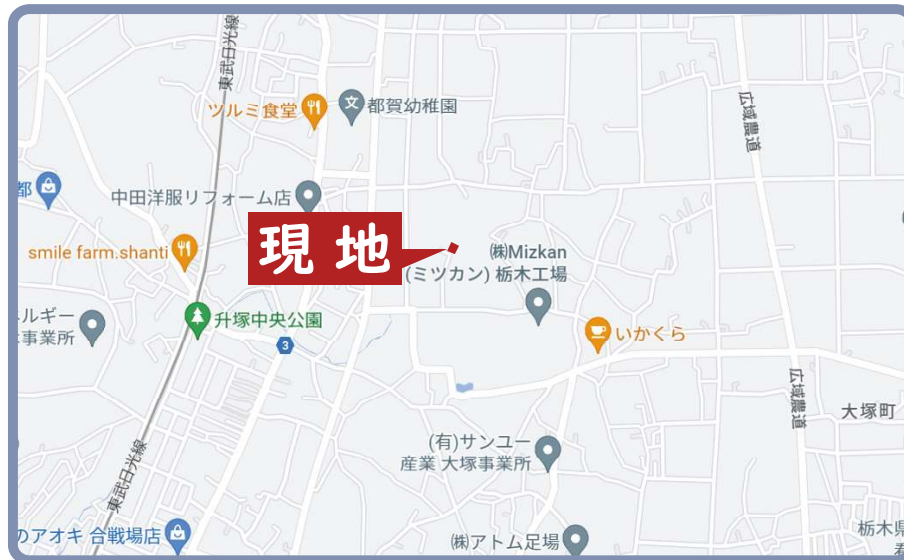 東武日光線
ツルミ食堂
文
都賀幼稚園
広域農道
都
中田洋服リフォーム店
現地
smile farm.shanti
㈱Mizkan
(ミツカン) 栃木工場
ルギー
事業所
升塚中央公園
3
いかくら
広域農道
大塚町
(有)サンユー
産業 大塚事業所
東武日光線
のアオキ 合戦場店
㈱アトム足場
栃木県